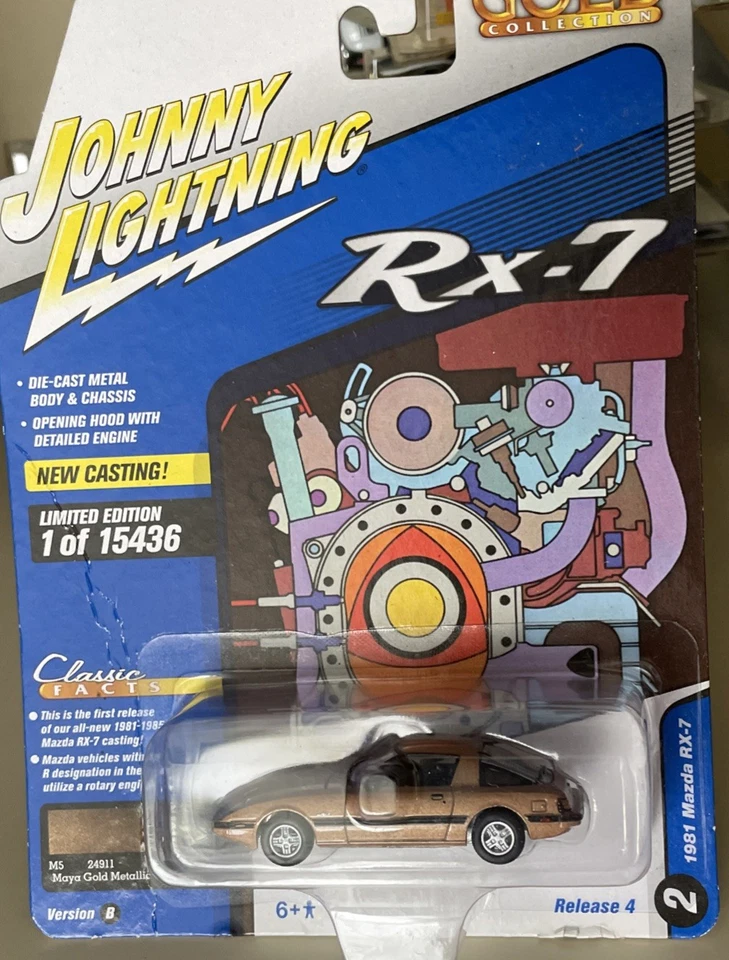 GOLD
COLLECTION
JOHNNY
LIGHTNING®
RX-7
• DIE-CAST METAL
BODY & CHASSIS
• OPENING HOOD WITH
DETAILED ENGINE
NEW CASTING!
LIMITED EDITION
1 of 15436
Classic
FACTS
• This is the first release
of our all-new 1981-1985
Mazda RX-7 casting!
• Mazda vehicles with
R designation in the
utilize a rotary engi
M5 24911
Maya Gold Metallic
Version B
6+
Release 4
2
1981 Mazda RX-7